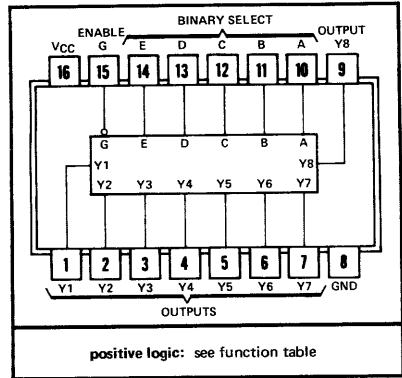 BINARY SELECT
ENABLE
VCC G E D C B A OUTPUT Y8
16 15 14 13 12 11 10 9
G E D C B A
Y1 Y8
Y2 Y3 Y4 Y5 Y6 Y7
1 2 3 4 5 6 7 8
Y1 Y2 Y3 Y4 Y5 Y6 Y7 GND
OUTPUTS
positive logic: see function table